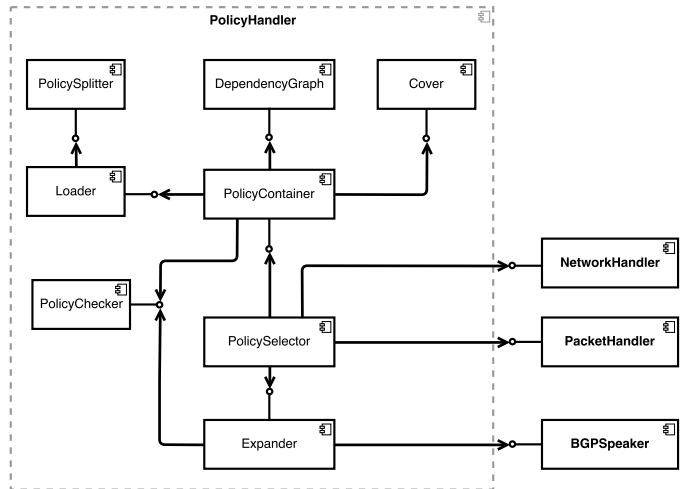 PolicyHandler
PolicySplitter
DependencyGraph
Cover
Loader
PolicyContainer
NetworkHandler
PolicyChecker
PolicySelector
PacketHandler
Expander
BGPSpeaker